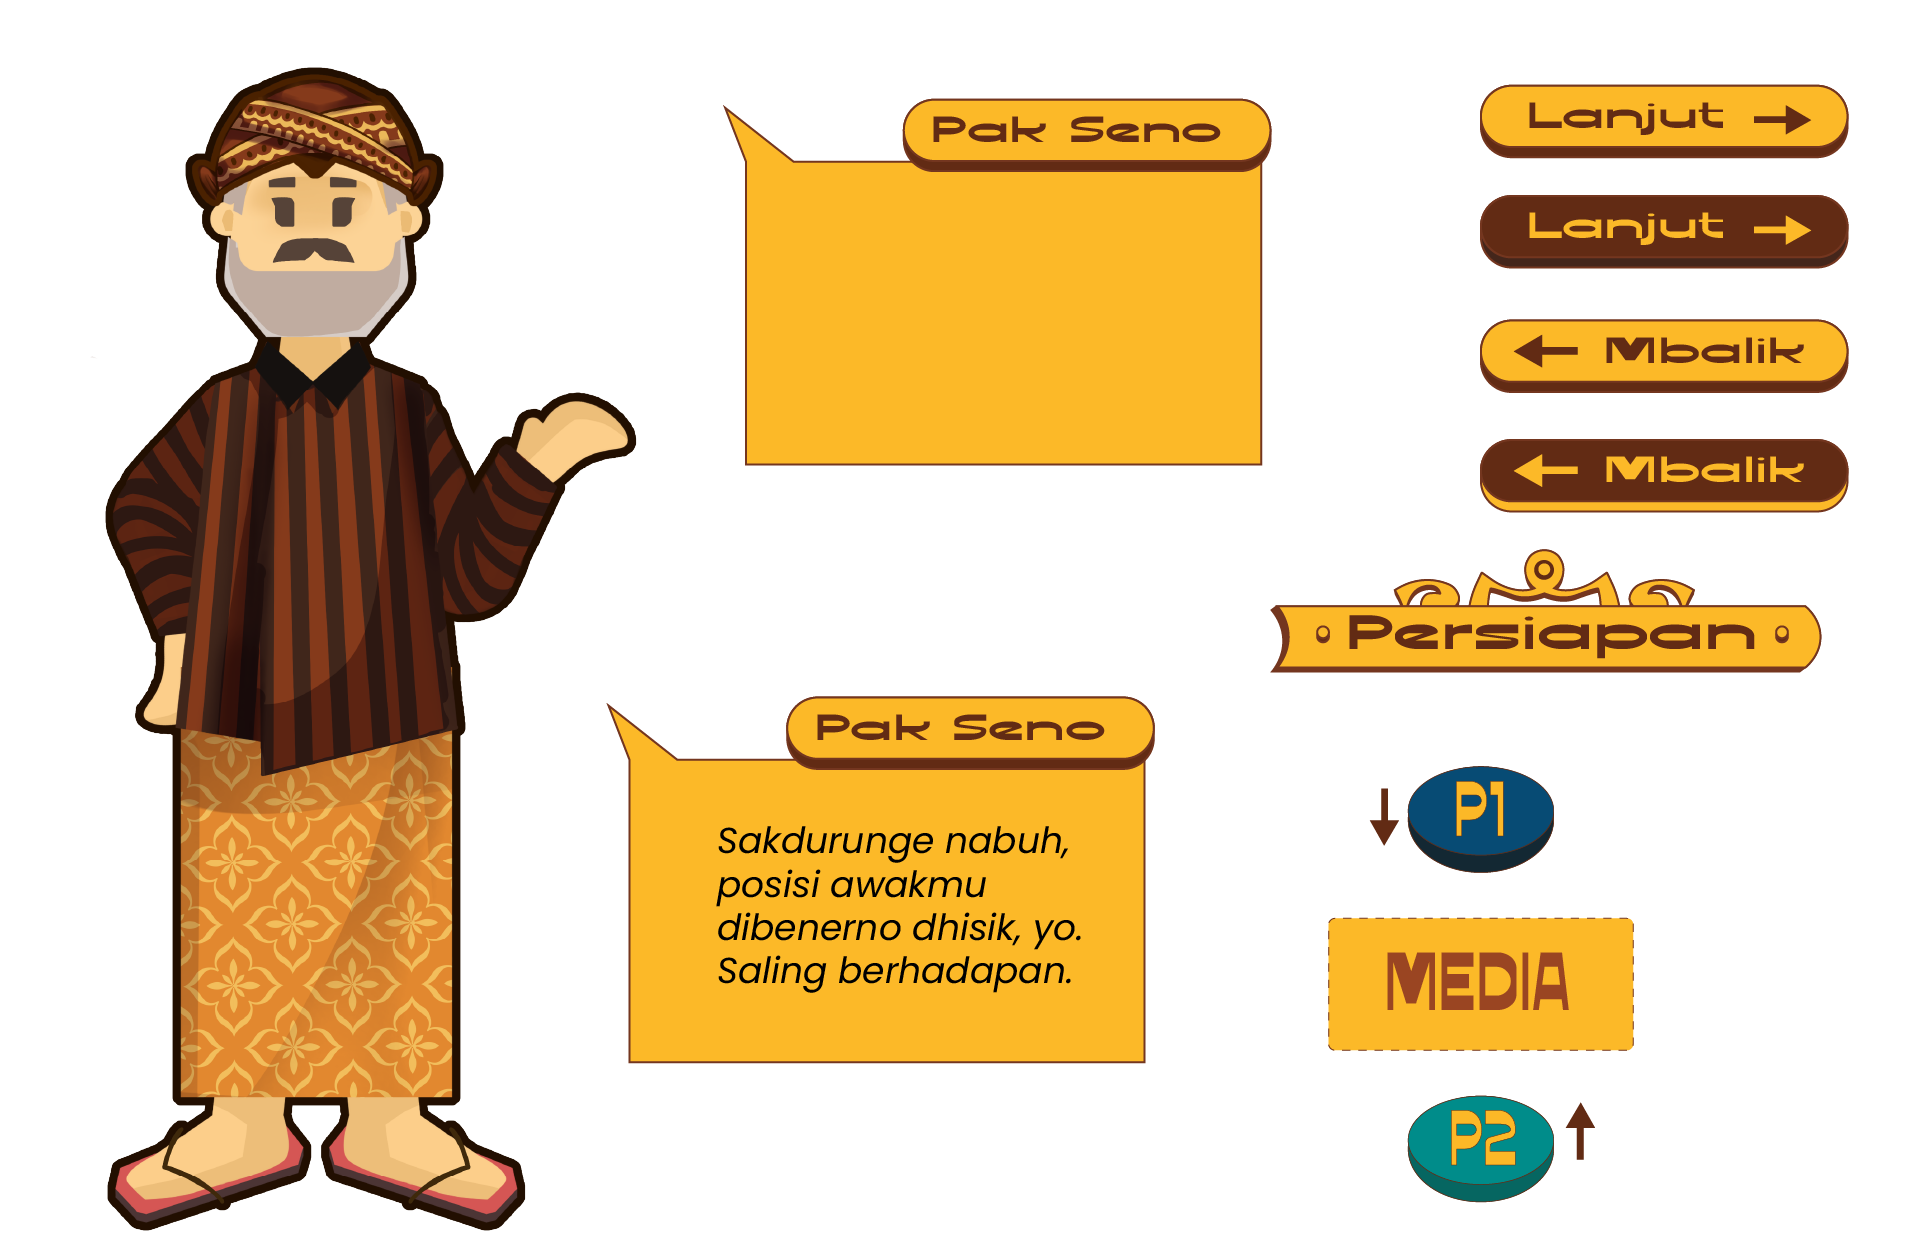 Pak Seno
Lanjut
Lanjut
Mbalik
Mbalik
Persiapan
Pak Seno
Sakdurunge nabuh,
posisi awakmu
dibenerno dhisik, yo.
Saling berhadapan.
P1
MEDIA
P2